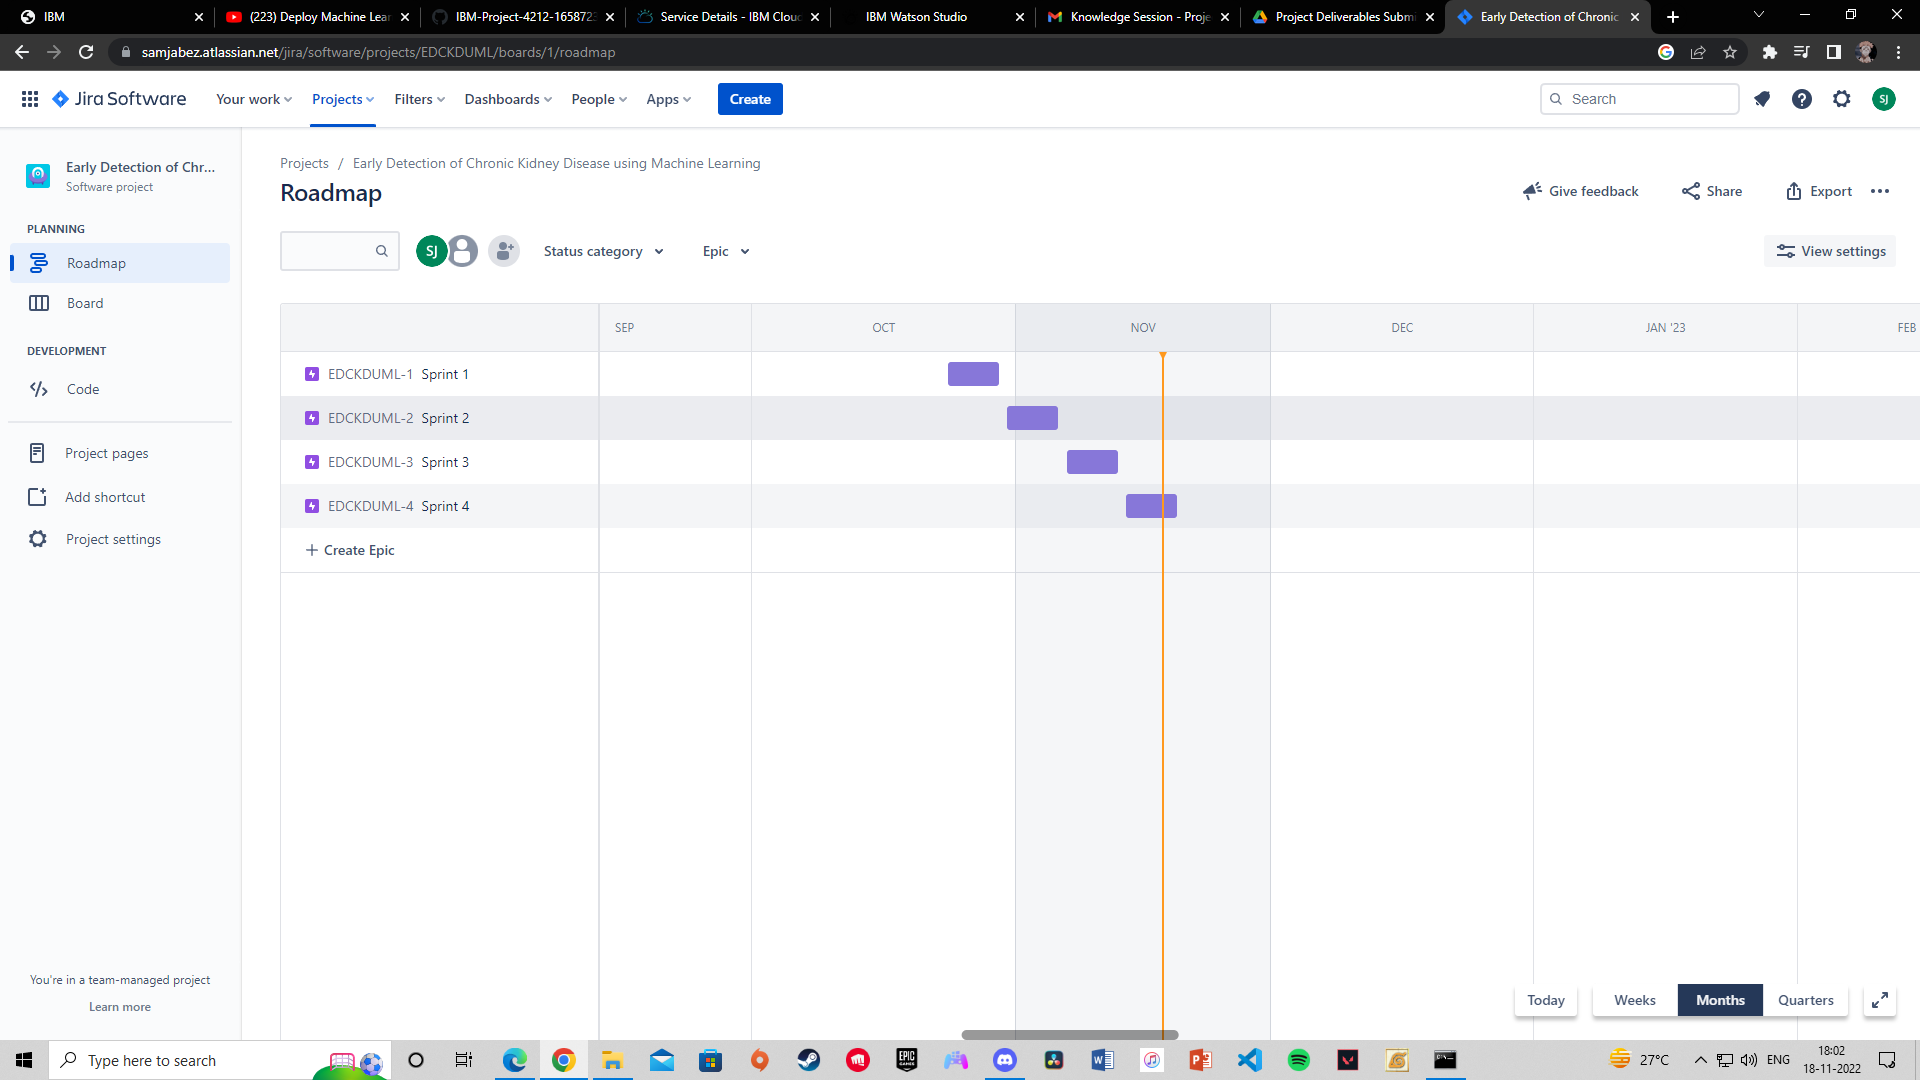 IBM
(223) Deploy Machine Lear
IBM-Project-4212-1658723
Service Details - IBM Cloud
IBM Watson Studio
Knowledge Session - Proje
Project Deliverables Submi
Early Detection of Chronic
samjabez.atlassian.net/jira/software/projects/EDCKDUML/boards/1/roadmap
Jira Software
Your work
Projects
Filters
Dashboards
People
Apps
Create
Search
SJ
Early Detection of Chr...
Software project
PLANNING
Roadmap
Board
DEVELOPMENT
Code
Project pages
Add shortcut
Project settings
You're in a team-managed project
Learn more
Projects / Early Detection of Chronic Kidney Disease using Machine Learning
Roadmap
Give feedback
Share
Export
SJ
Status category
Epic
View settings
SEP
OCT
NOV
DEC
JAN '23
FEB
EDCKDUML-1 Sprint 1
EDCKDUML-2 Sprint 2
EDCKDUML-3 Sprint 3
EDCKDUML-4 Sprint 4
+ Create Epic
Today
Weeks
Months
Quarters
Type here to search
EPIC
GAMES
27°C
ENG
18:02
18-11-2022